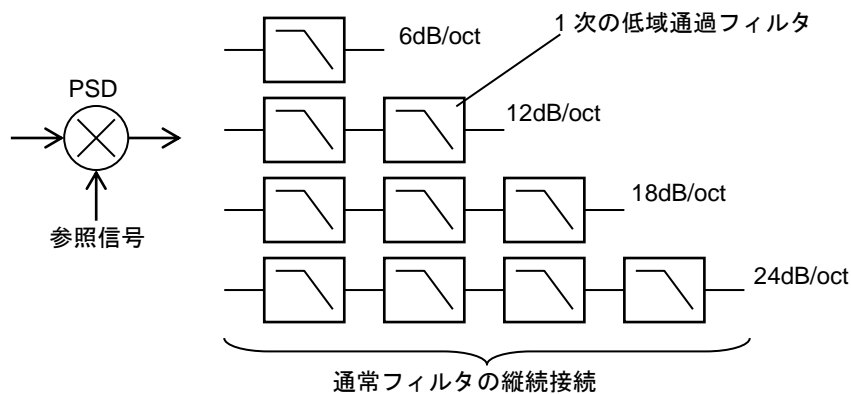 1 次の低域通過フィルタ
6dB/oct
PSD
12dB/oct
18dB/oct
参照信号
24dB/oct
通常フィルタの縦続接続